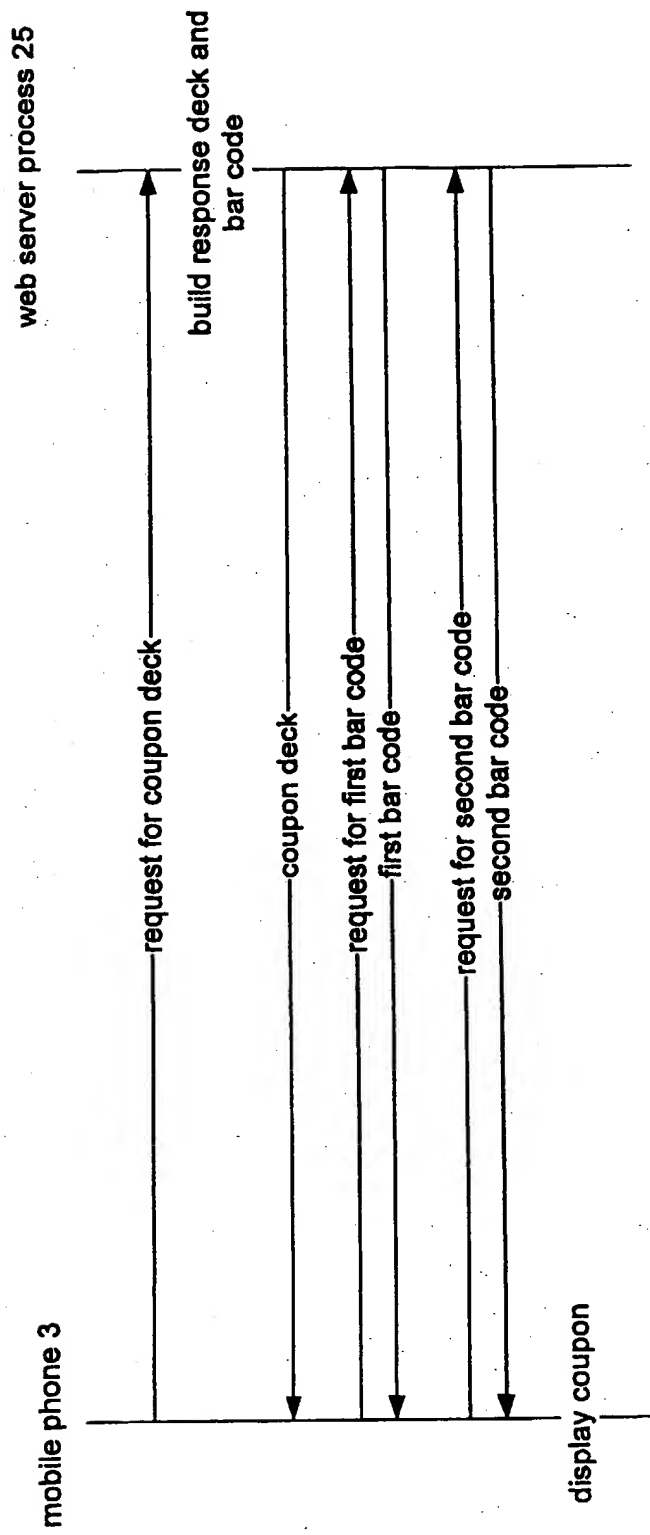 mobile phone 3
web server process 25
request for coupon deck
build response deck and
bar code
coupon deck
request for first bar code
first bar code
request for second bar code
second bar code
display coupon